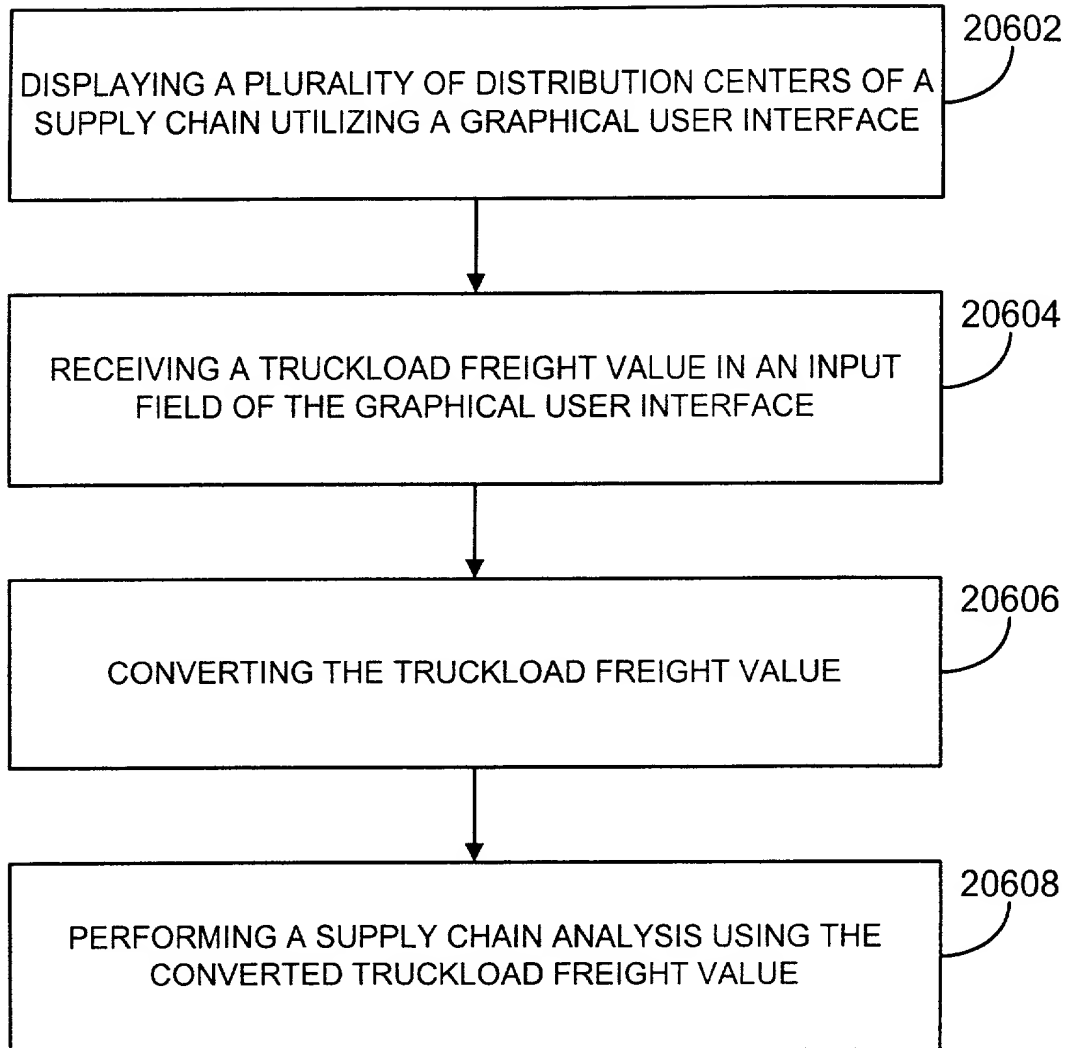 20602
DISPLAYING A PLURALITY OF DISTRIBUTION CENTERS OF A
SUPPLY CHAIN UTILIZING A GRAPHICAL USER INTERFACE
20604
RECEIVING A TRUCKLOAD FREIGHT VALUE IN AN INPUT
FIELD OF THE GRAPHICAL USER INTERFACE
20606
CONVERTING THE TRUCKLOAD FREIGHT VALUE
20608
PERFORMING A SUPPLY CHAIN ANALYSIS USING THE
CONVERTED TRUCKLOAD FREIGHT VALUE